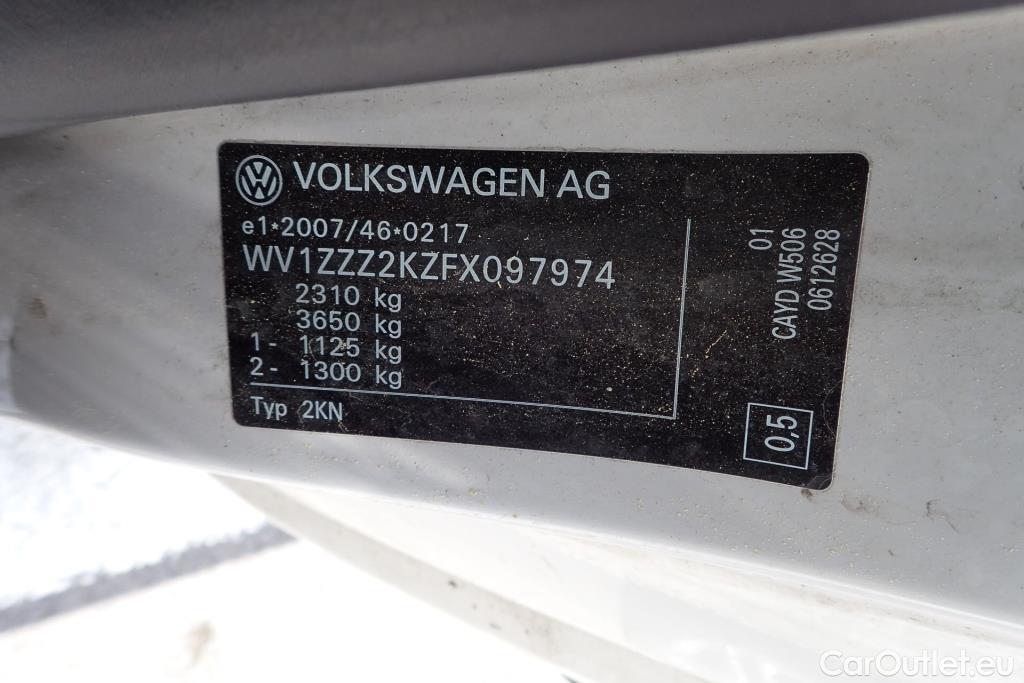 VOLKSWAGEN AG
e1*2007/46*0217
WV1ZZZ2KZFX097974
2310 kg
3650 kg
1- 1125 kg
2- 1300 kg
Typ 2KN
01
CAYD W506
0612628
0,5
CarOutlet.eu